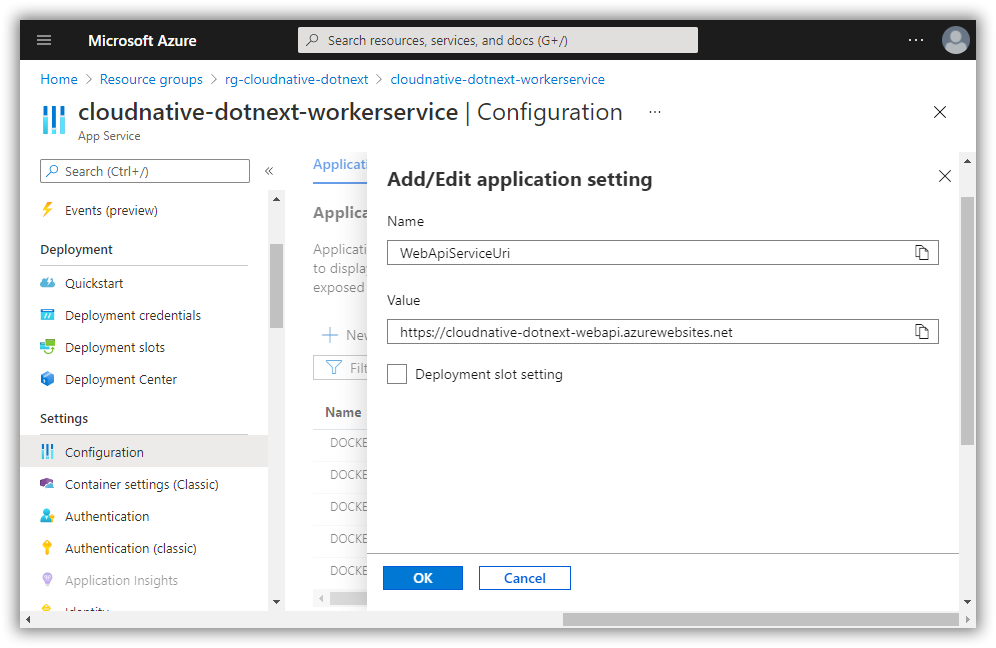 Microsoft Azure
Search resources, services, and docs (G+/)
Home > Resource groups > rg-cloudnative-dotnext > cloudnative-dotnext-workerservice
cloudnative-dotnext-workerservice | Configuration ...
App Service
Search (Ctrl+/)
«
Events (preview)
Deployment
Quickstart
Deployment credentials
Deployment slots
Deployment Center
Settings
Configuration
Container settings (Classic)
Authentication
Authentication (classic)
Application Insights
Identity
Applicati
Applica
Applicati
to displa
exposed
New
Filt
Name
DOCKE
DOCKE
DOCKE
DOCKE
DOCKE
Add/Edit application setting
Name
WebApiServiceUri
Value
https://cloudnative-dotnext-webapi.azurewebsites.net
Deployment slot setting
OK
Cancel